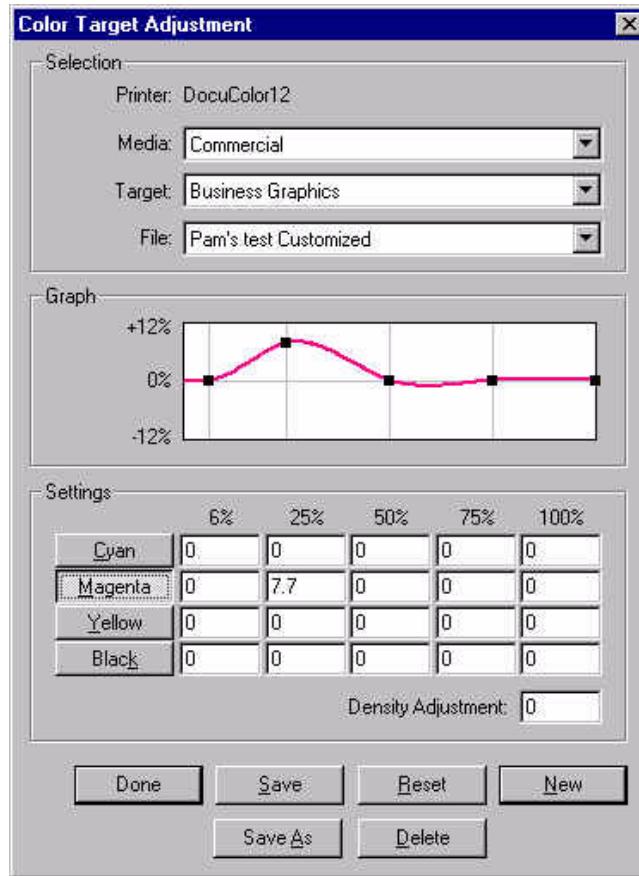 Color Target Adjustment
Selection
Printer: DocuColor12
Media: Commercial
Target: Business Graphics
File: Pam's test Customized
Graph
+12%
0%
-12%
Settings
6% 25% 50% 75% 100%
Cyan 0 0 0 0 0
Magenta 0 7.7 0 0 0
Yellow 0 0 0 0 0
Black 0 0 0 0 0
Density Adjustment: 0
Done Save Reset New
Save As Delete